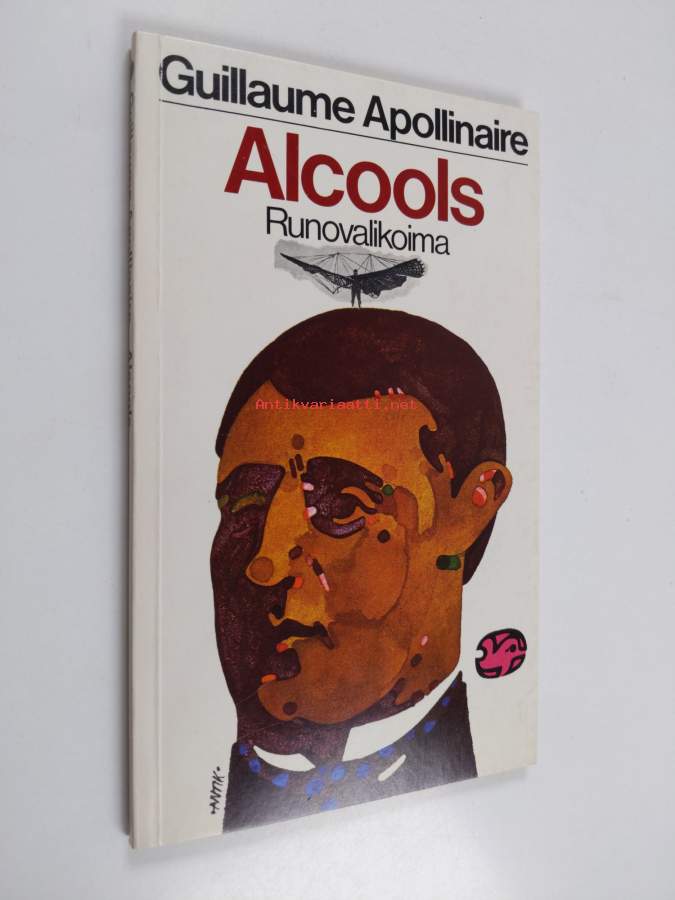 Guillaume Apollinaire
Alcools
Runovalikoima
Antikvariaatti.net